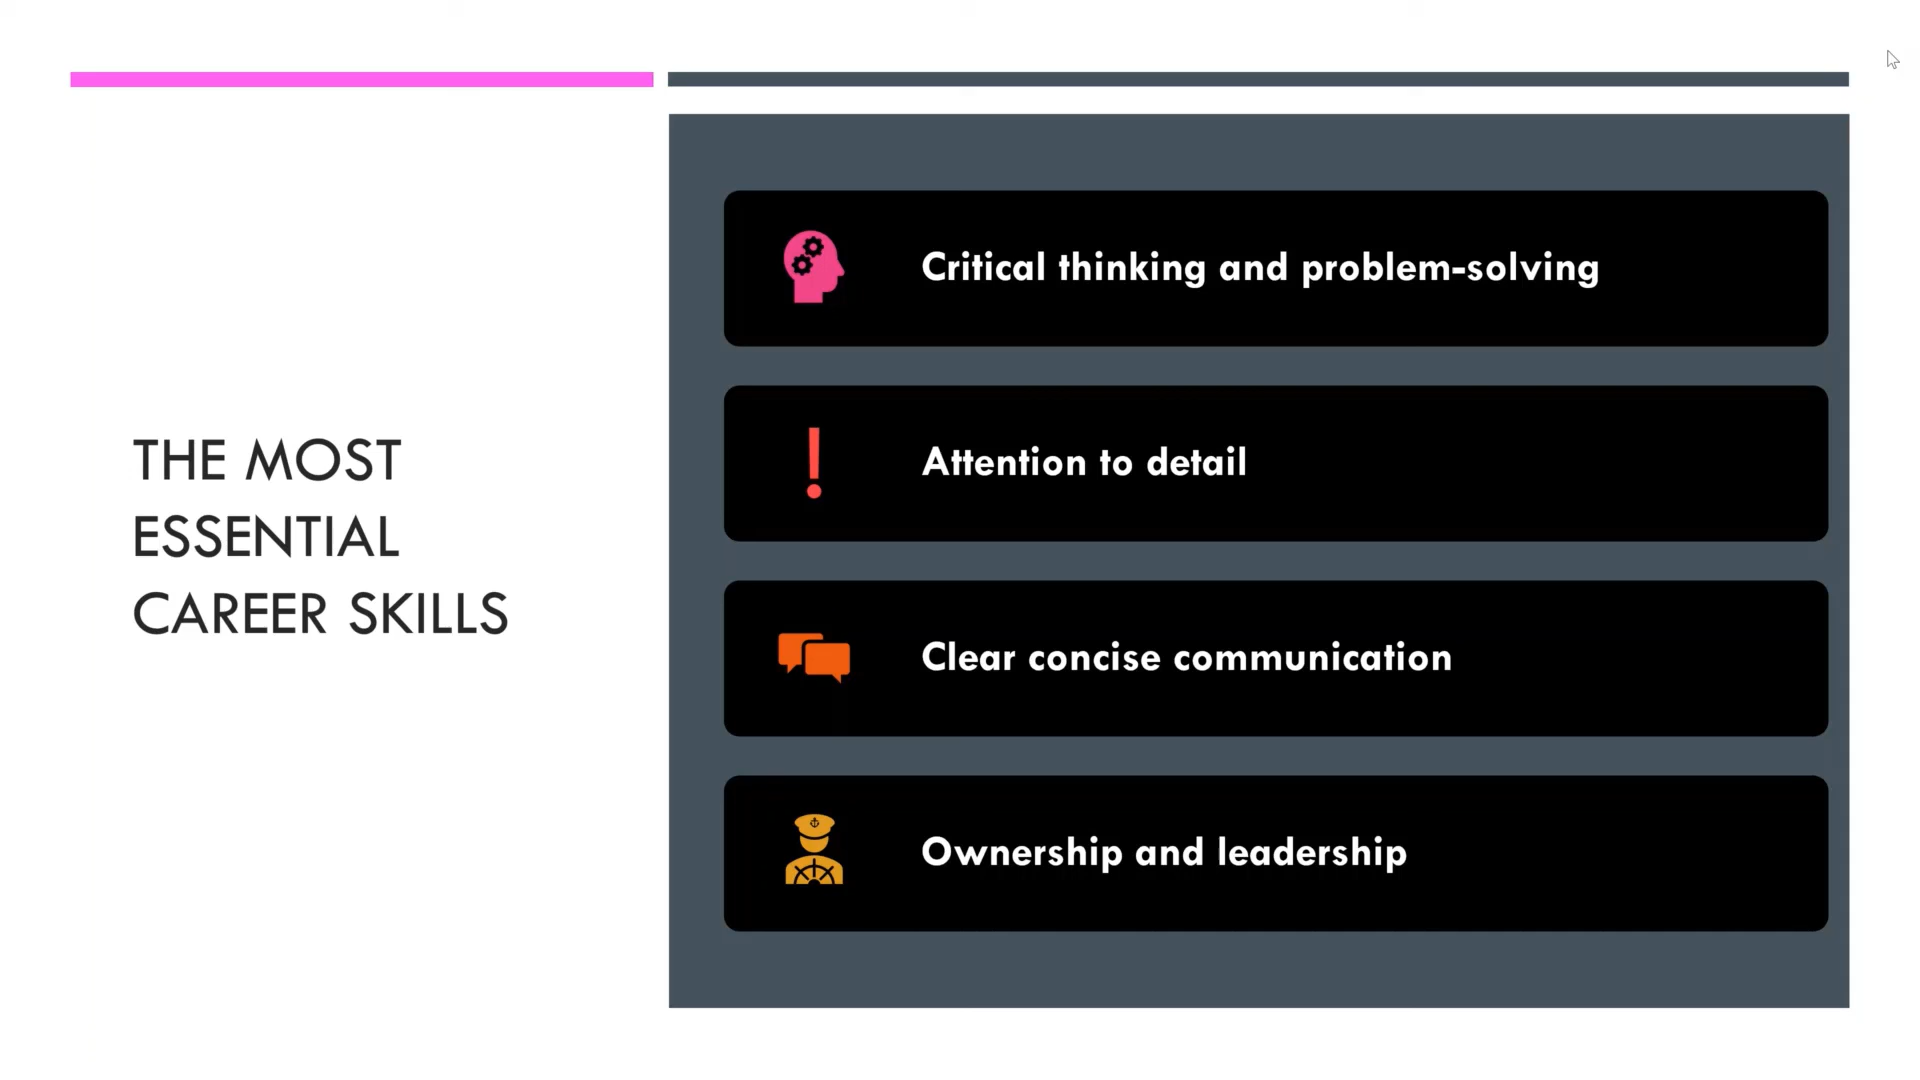 THE MOST
ESSENTIAL
CAREER SKILLS
Critical thinking and problem-solving
Attention to detail
Clear concise communication
Ownership and leadership